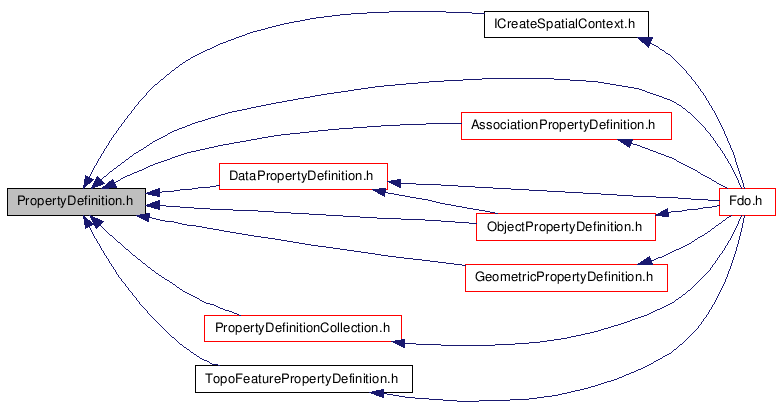 ICreateSpatialContext.h
AssociationPropertyDefinition.h
DataPropertyDefinition.h
PropertyDefinition.h
Fdo.h
ObjectPropertyDefinition.h
GeometricPropertyDefinition.h
PropertyDefinitionCollection.h
TopoFeaturePropertyDefinition.h